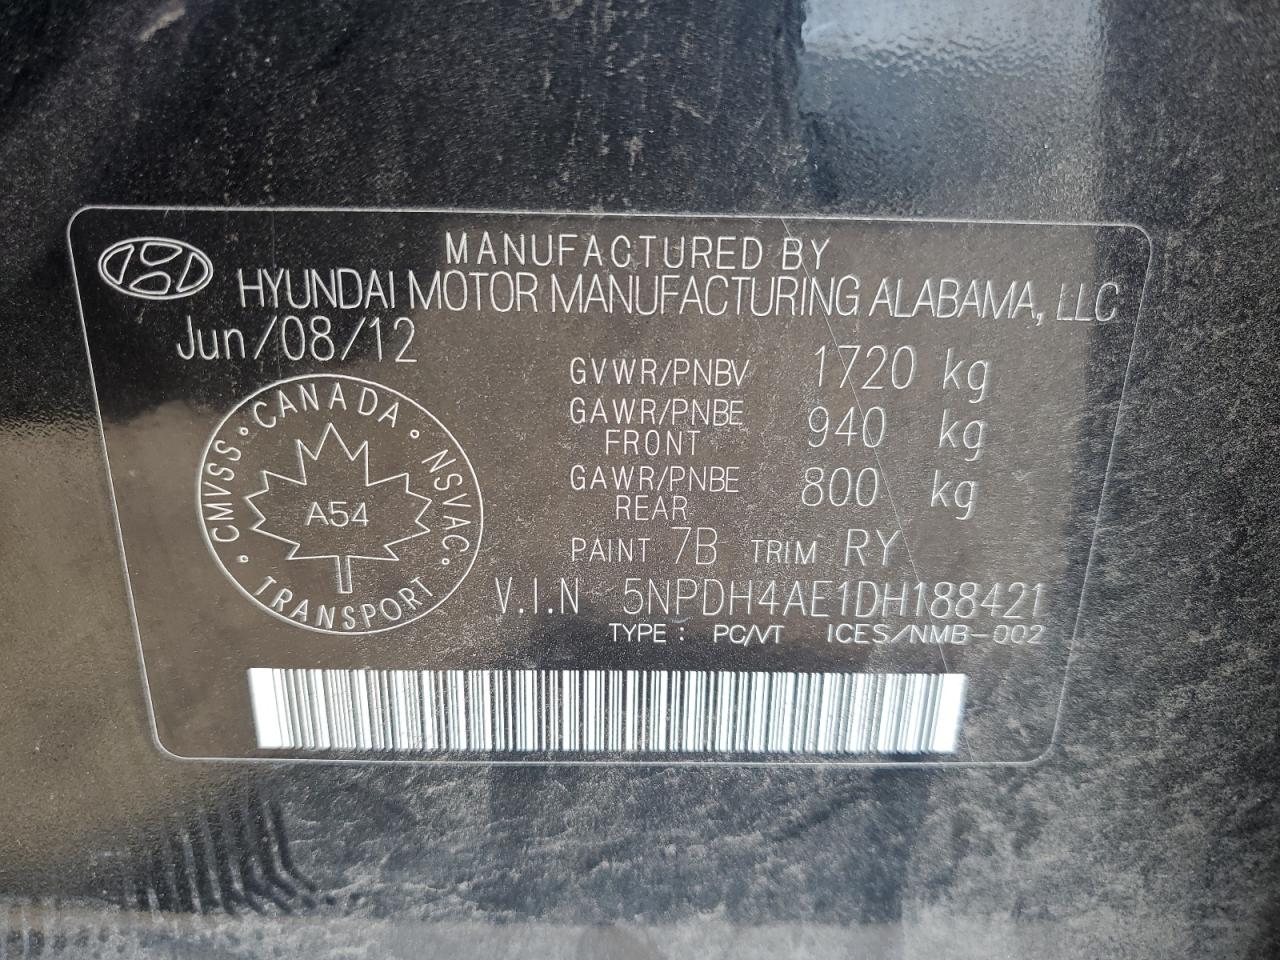 MANUFACTURED BY
HYUNDAI MOTOR MANUFACTURING ALABAMA, LLC
Jun/08/12
GVWR/PNBV 1720 kg
GAWR/PNBE FRONT 940 kg
GAWR/PNBE REAR 800 kg
CANADA · NSVAC · TRANSPORT · CMVSS ·
A54
PAINT 7B TRIM RY
V.I.N 5NPDH4AE1DH188421
TYPE : PC/VT ICES/NMB-002